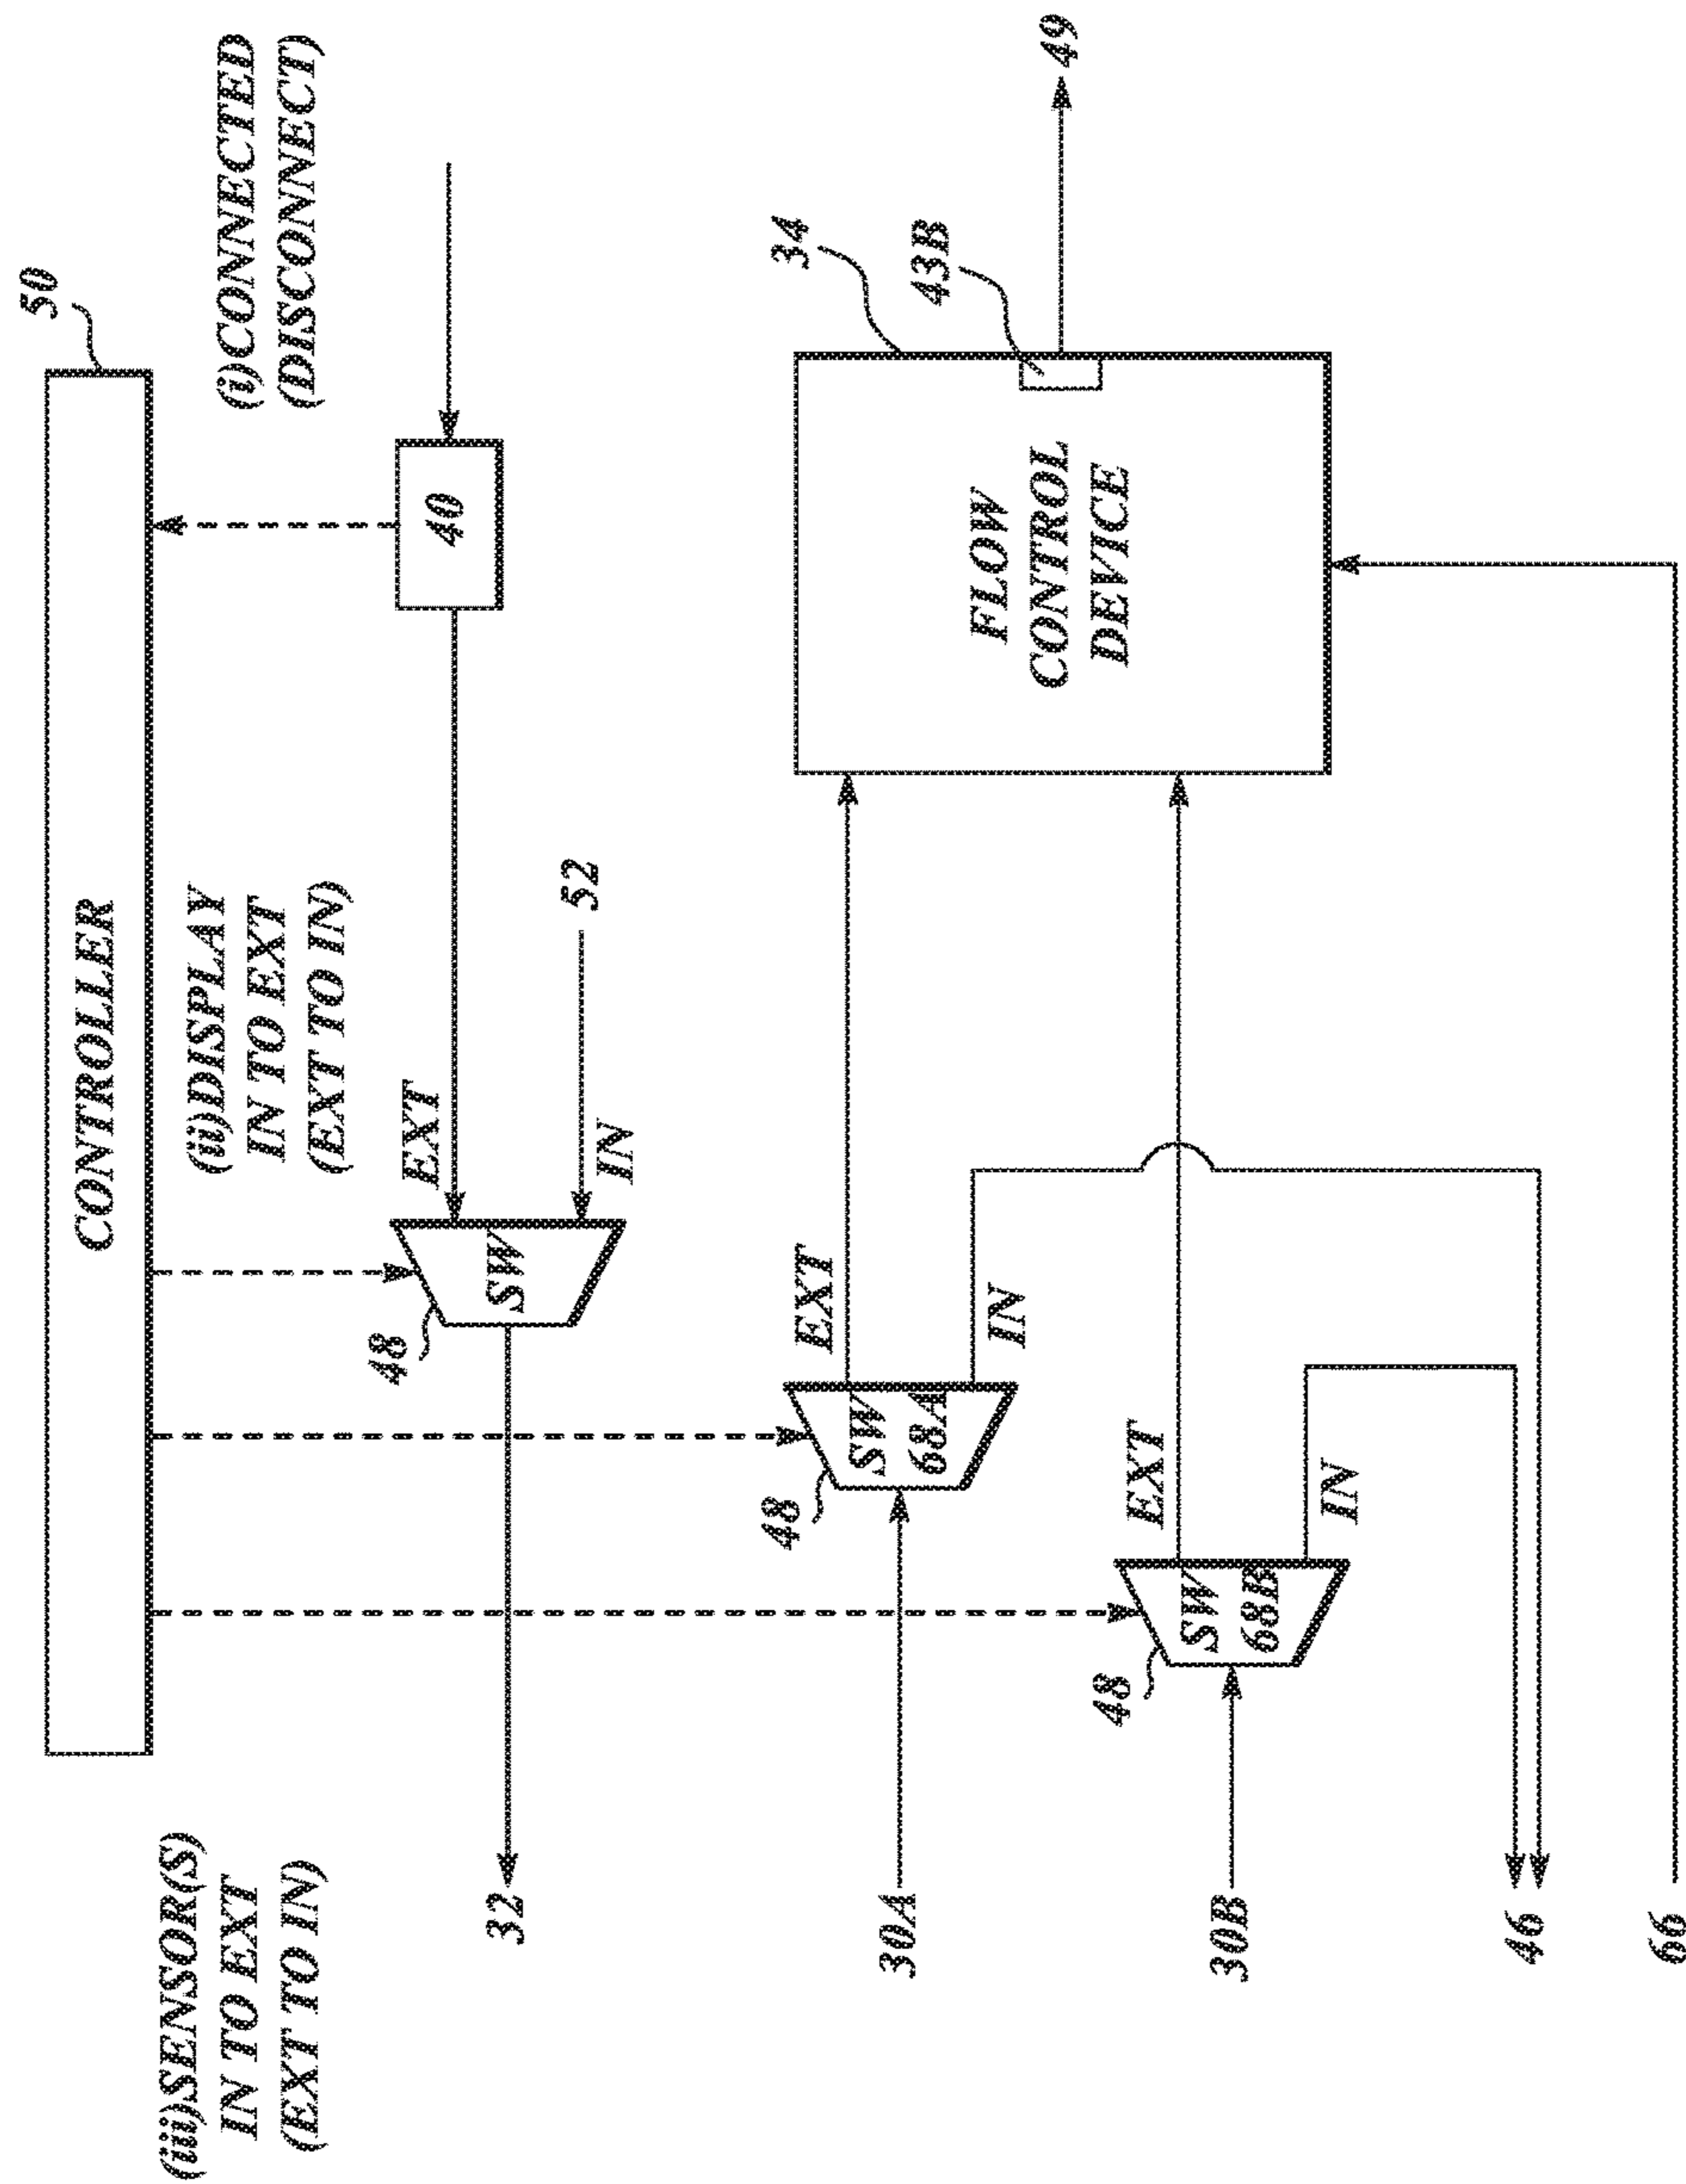 50
CONTROLLER
(i)CONNECTED
(DISCONNECT)
(ii)DISPLAY
IN TO EXT
(EXT TO IN)
(iii)SENSOR(S)
IN TO EXT
(EXT TO IN)
40
EXT
52
IN
48
SW
32
34
43B
49
FLOW
CONTROL
DEVICE
EXT
IN
48
SW
68A
30A
EXT
IN
48
SW
68B
30B
46
66